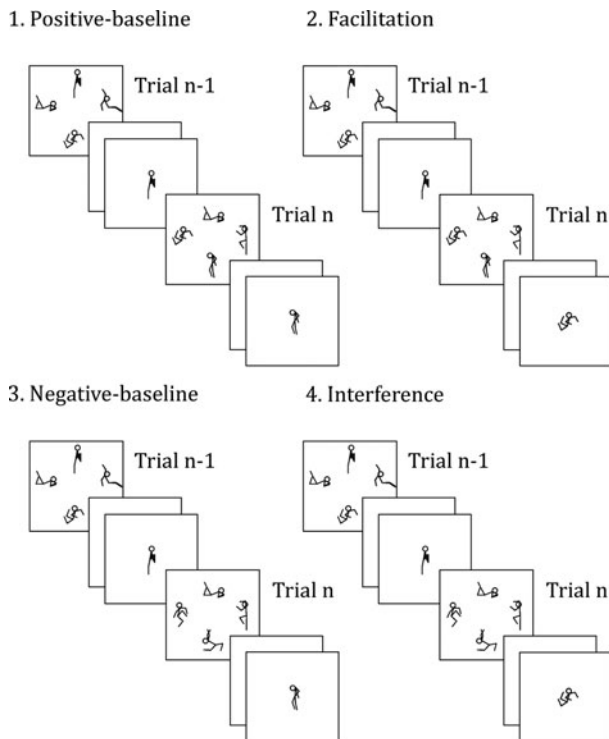 1. Positive-baseline
2. Facilitation
Trial n-1
Trial n-1
Trial n
Trial n
3. Negative-baseline
4. Interference
Trial n-1
Trial n-1
Trial n
Trial n